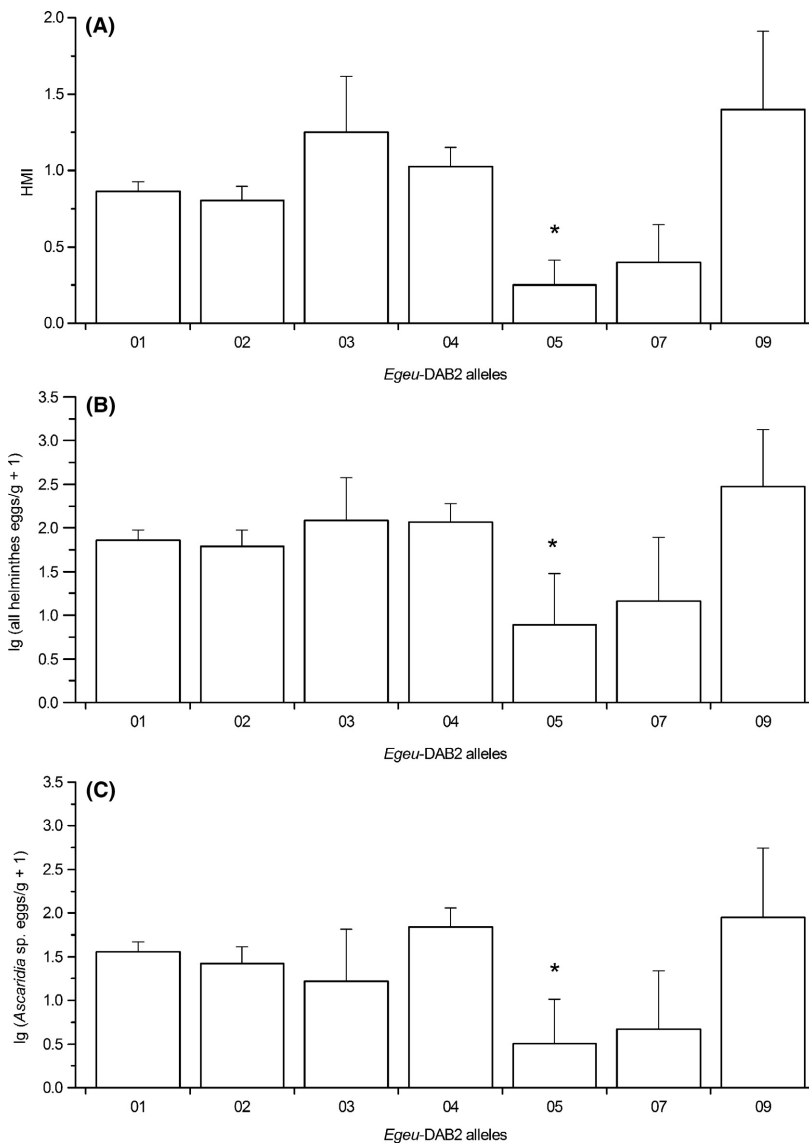 (A)
2.0
1.5
1.0
0.5
0.0
HMI
*
01 02 03 04 05 07 09
Egeu-DAB2 alleles
(B)
3.5
3.0
2.5
2.0
1.5
1.0
0.5
0.0
lg (all helminthes eggs/g + 1)
*
01 02 03 04 05 07 09
Egeu-DAB2 alleles
(C)
3.5
3.0
2.5
2.0
1.5
1.0
0.5
0.0
lg (Ascaridia sp. eggs/g + 1)
*
01 02 03 04 05 07 09
Egeu-DAB2 alleles